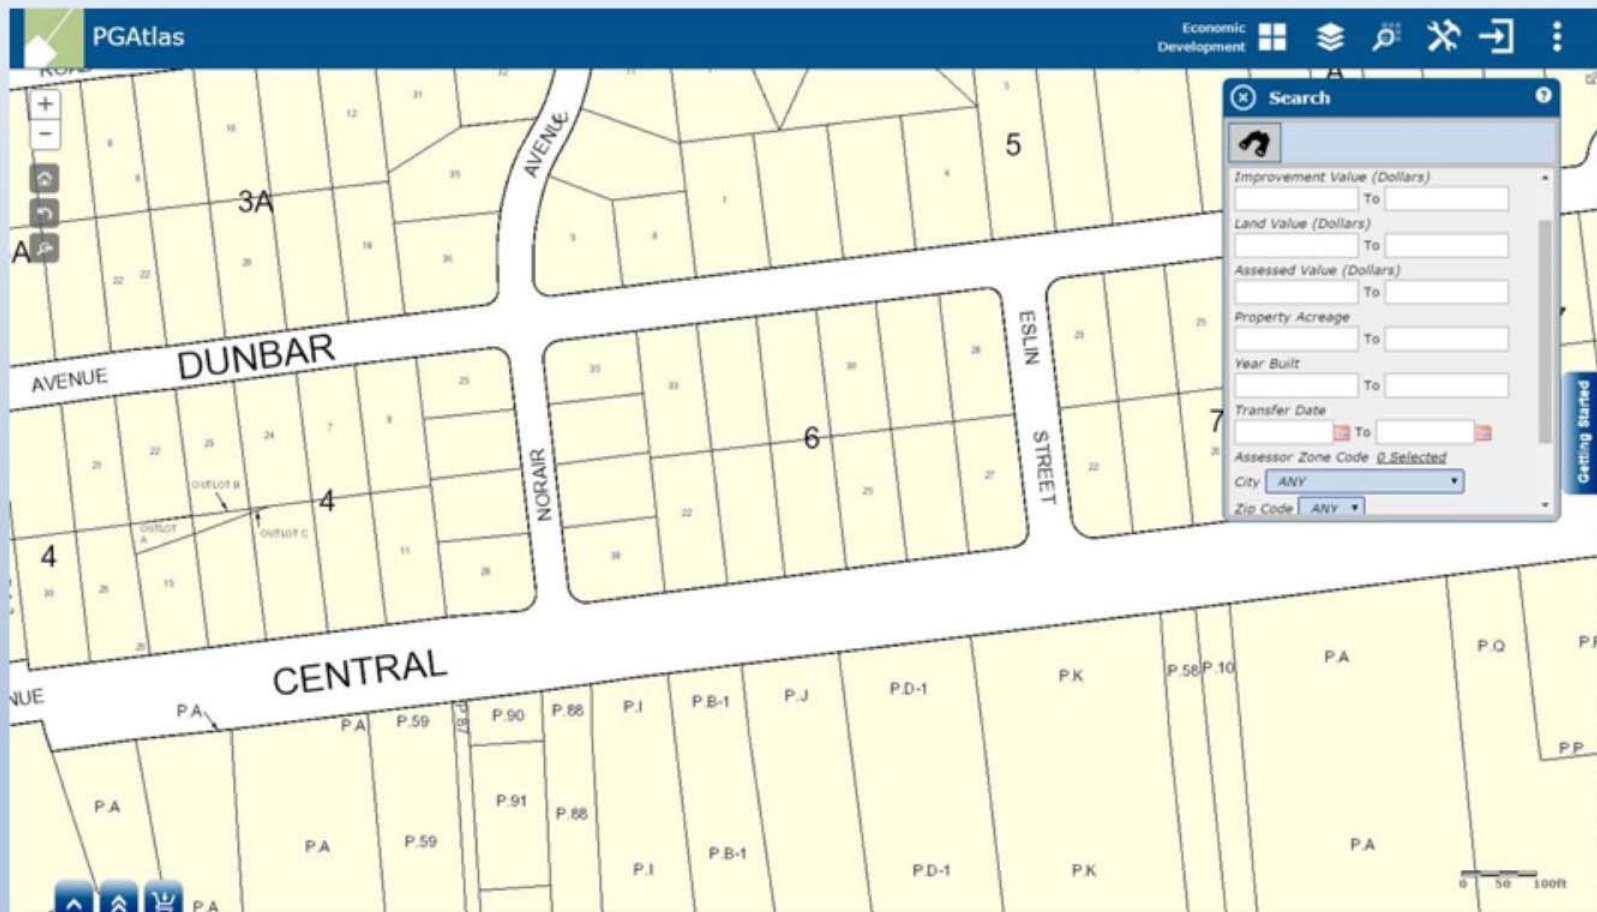 PGAtlas
Economic
Development
Search
Improvement Value (Dollars)
To
Land Value (Dollars)
To
Assessed Value (Dollars)
To
Property Acreage
To
Year Built
To
Transfer Date
To
Assessor Zone Code 0 Selected
City ANY
Zip Code ANY
Getting Started
AVENUE
3A
5
A
DUNBAR
AVENUE
ESLIN
STREET
NORAIR
OUTLOT B
OUTLOT
A
OUTLOT C
4
4
6
7
CENTRAL
P.A
P.A
P.59
P.87
P.90
P.88
P.I
P.B-1
P.J
P.D-1
P.K
P.58
P.10
P.A
P.Q
P.P
P.A
P.A
P.59
P.91
P.88
P.I
P.B-1
P.D-1
P.K
P.A
P.A
0 50 100ft